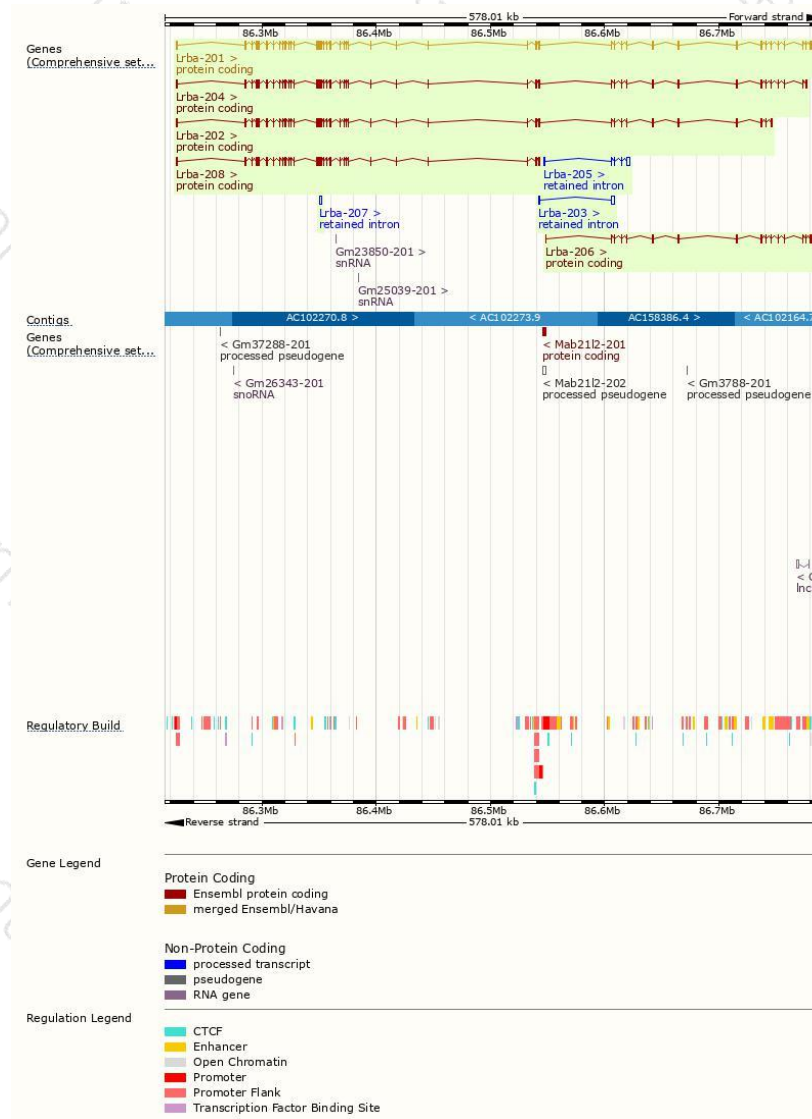 578.01 kb
Forward strand
86.3Mb 86.4Mb 86.5Mb 86.6Mb 86.7Mb
Genes
(Comprehensive set...
Lrba-201 >
protein coding
Lrba-204 >
protein coding
Lrba-202 >
protein coding
Lrba-208 >
protein coding
Lrba-205 >
retained intron
Lrba-207 >
retained intron
Lrba-203 >
retained intron
Gm23850-201 >
snRNA
Lrba-206 >
protein coding
Gm25039-201 >
snRNA
Contigs
AC102270.8 > < AC102273.9 AC158386.4 > < AC102164.7
Genes
(Comprehensive set...
< Gm37288-201
processed pseudogene
< Mab21l2-201
protein coding
< Gm26343-201
snoRNA
< Mab21l2-202
processed pseudogene
< Gm3788-201
processed pseudogene
Regulatory Build
86.3Mb 86.4Mb 86.5Mb 86.6Mb 86.7Mb
Reverse strand 578.01 kb
Gene Legend
Protein Coding
Ensembl protein coding
merged Ensembl/Havana
Non-Protein Coding
processed transcript
pseudogene
RNA gene
Regulation Legend
CTCF
Enhancer
Open Chromatin
Promoter
Promoter Flank
Transcription Factor Binding Site